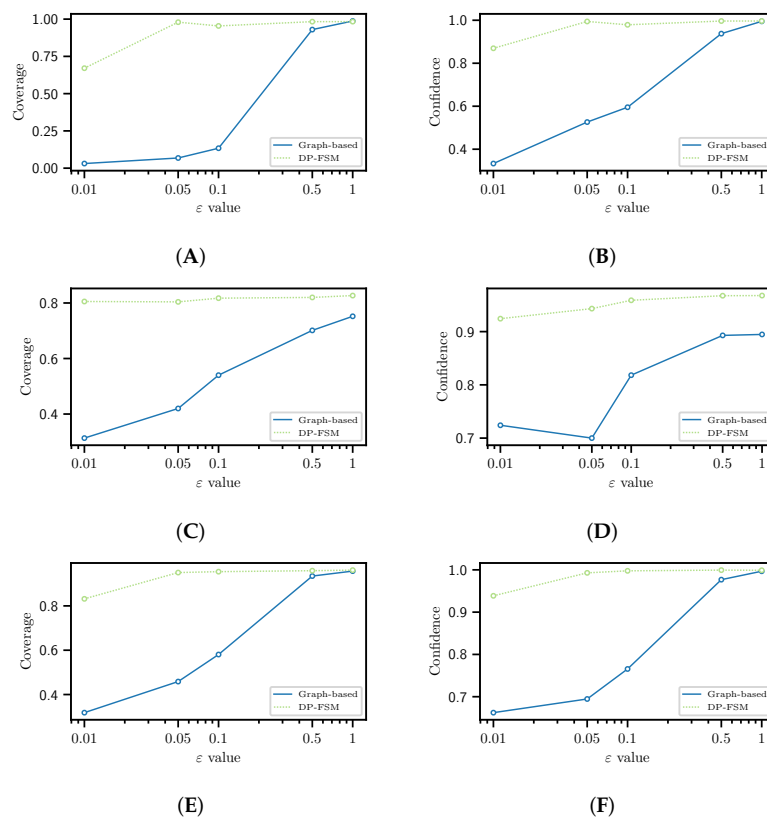 1.00
0.75
0.50
0.25
0.00
Coverage
Graph-based
DP-FSM
0.01 0.05 0.1 0.5 1
ε value
(A)
1.0
0.8
0.6
0.4
Confidence
Graph-based
DP-FSM
0.01 0.05 0.1 0.5 1
ε value
(B)
0.8
0.6
0.4
Coverage
Graph-based
DP-FSM
0.01 0.05 0.1 0.5 1
ε value
(C)
0.9
0.8
0.7
Confidence
Graph-based
DP-FSM
0.01 0.05 0.1 0.5 1
ε value
(D)
0.8
0.6
0.4
Coverage
Graph-based
DP-FSM
0.01 0.05 0.1 0.5 1
ε value
(E)
1.0
0.9
0.8
0.7
Confidence
Graph-based
DP-FSM
0.01 0.05 0.1 0.5 1
ε value
(F)